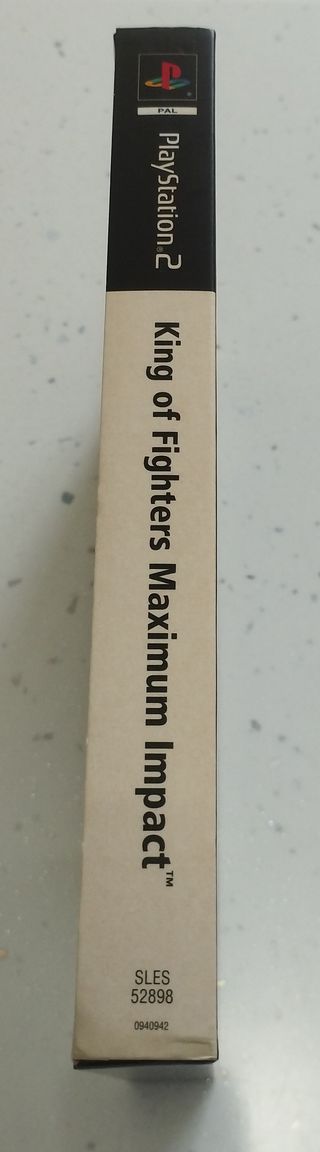 PAL
PlayStation®2
King of Fighters Maximum Impact™
SLES
52898
0940942